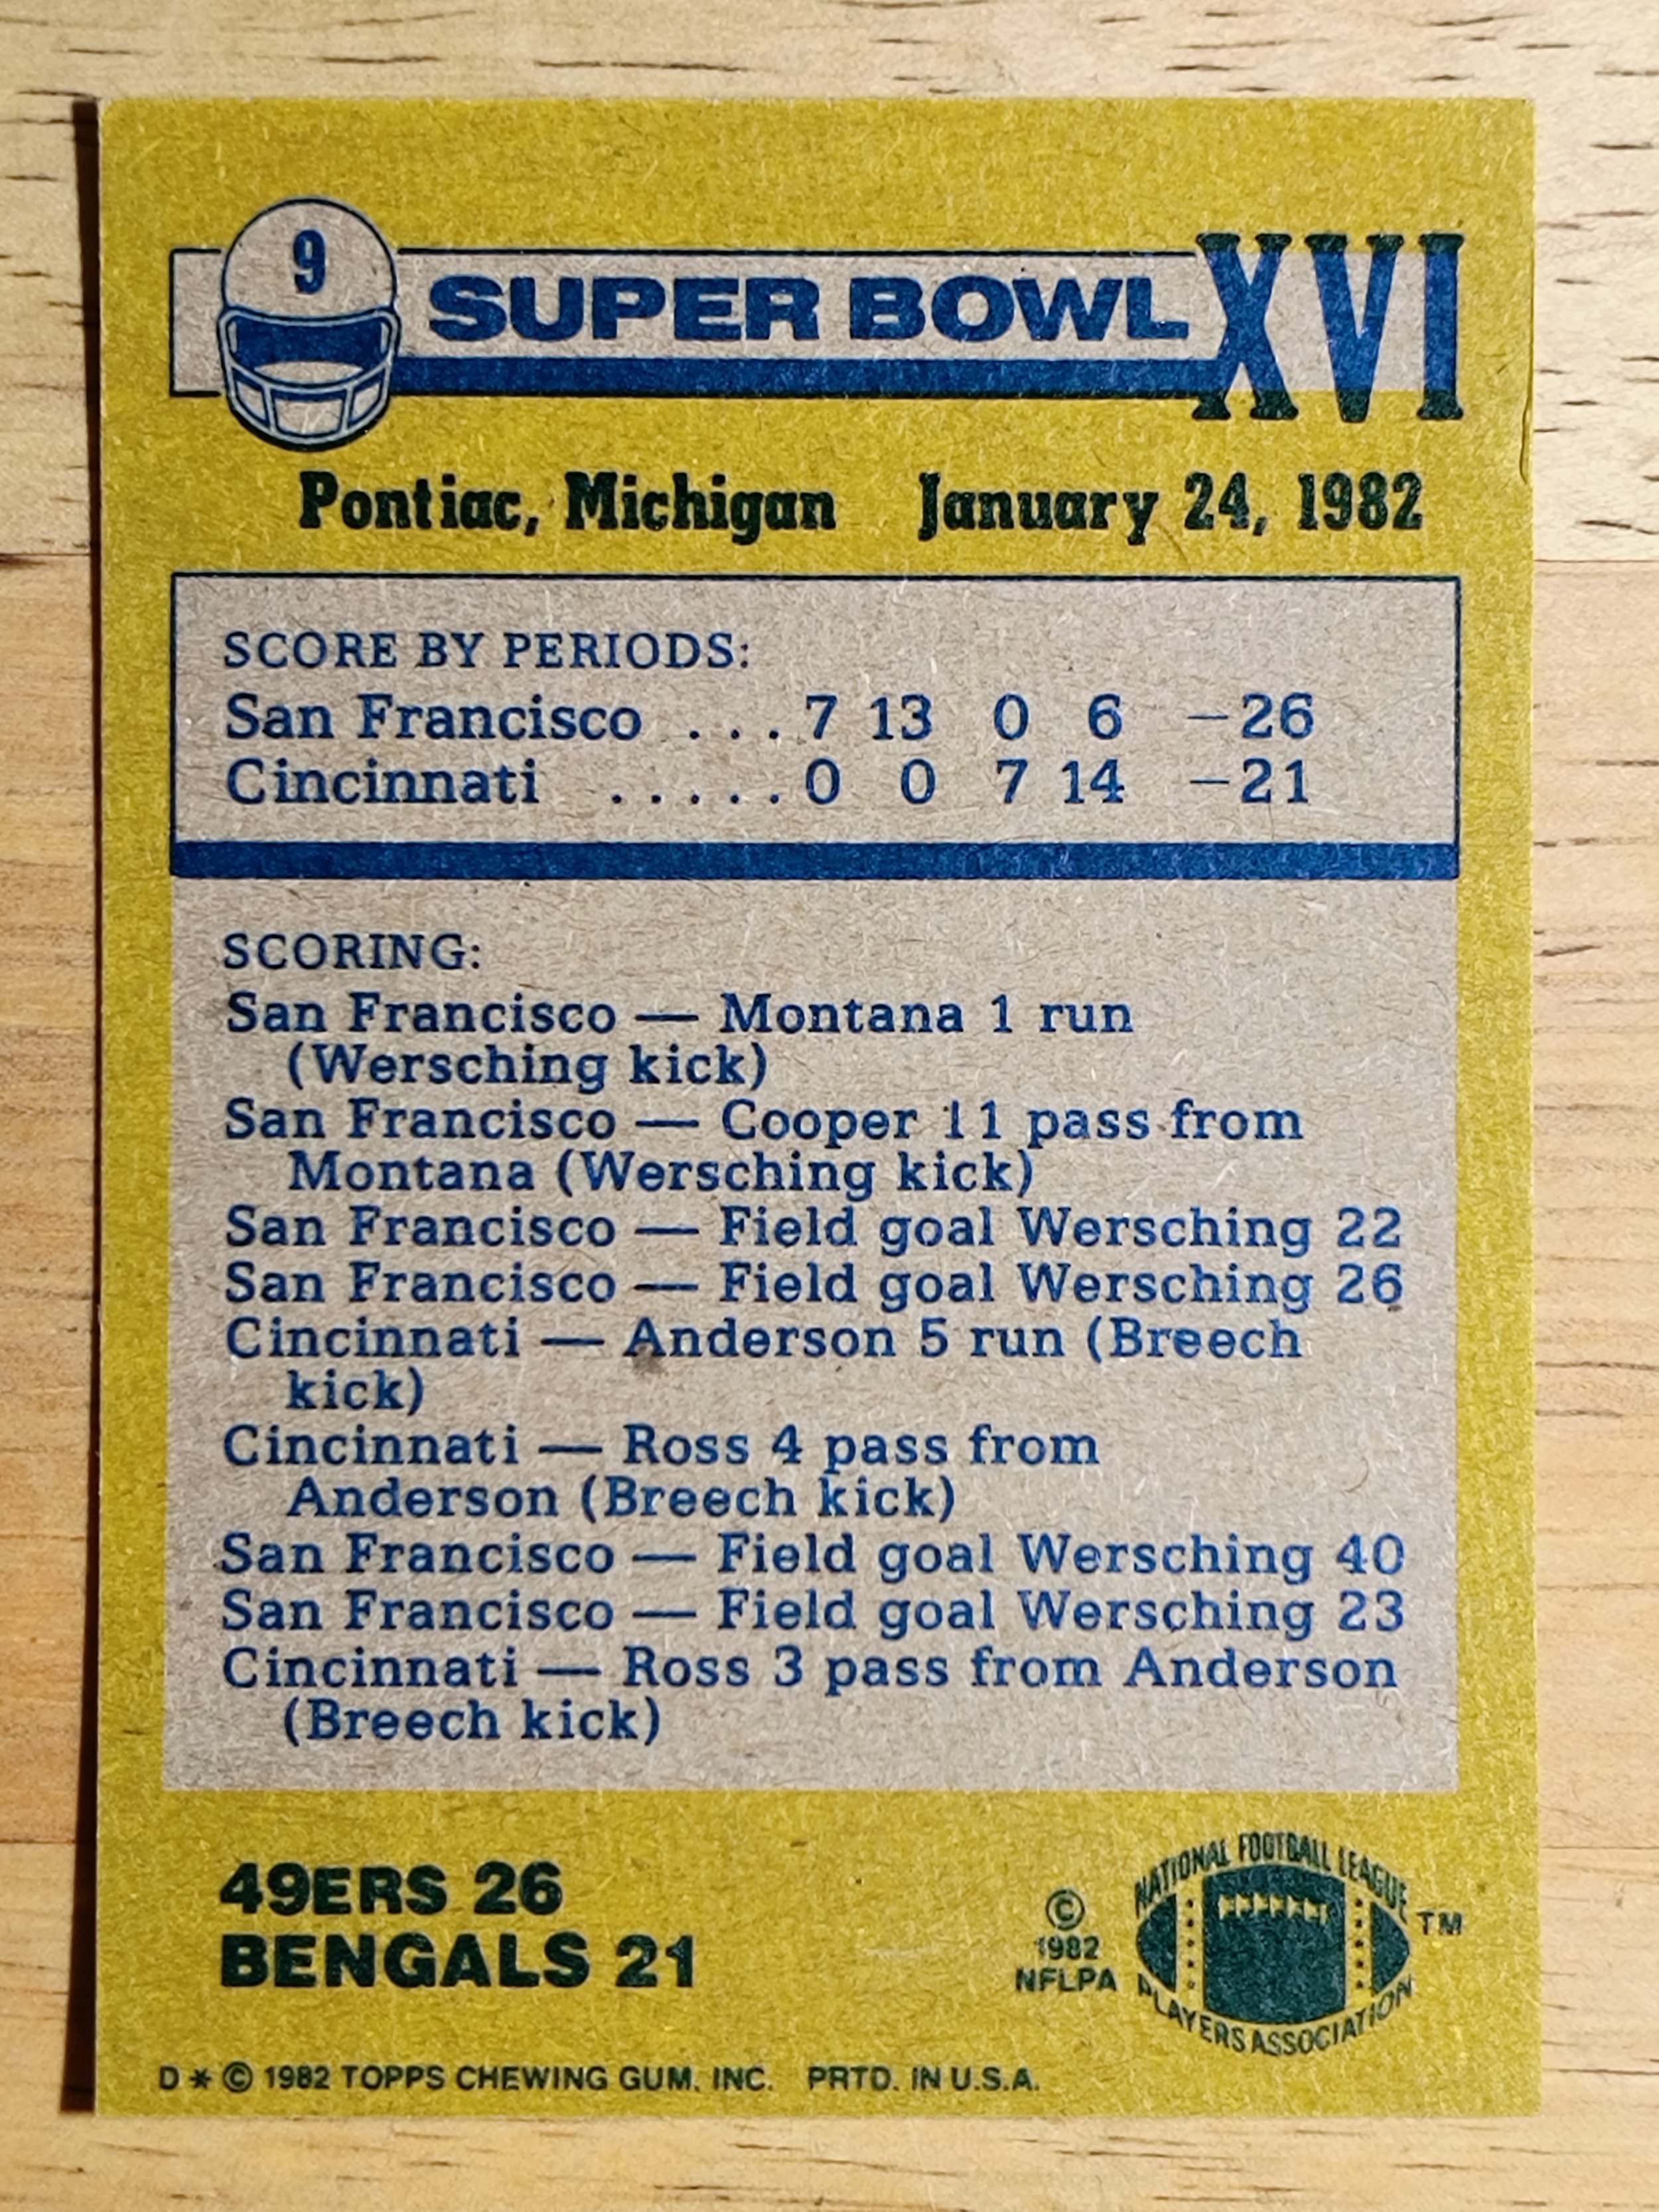 9
SUPER BOWL XVI
Pontiac, Michigan January 24, 1982
SCORE BY PERIODS:
San Francisco ...7 13 0 6 —26
Cincinnati .....0 0 7 14 —21
SCORING:
San Francisco — Montana 1 run
(Wersching kick)
San Francisco — Cooper 11 pass from
Montana (Wersching kick)
San Francisco — Field goal Wersching 22
San Francisco — Field goal Wersching 26
Cincinnati — Anderson 5 run (Breech
kick)
Cincinnati — Ross 4 pass from
Anderson (Breech kick)
San Francisco — Field goal Wersching 40
San Francisco — Field goal Wersching 23
Cincinnati — Ross 3 pass from Anderson
(Breech kick)
49ERS 26
BENGALS 21
©
1982
NFLPA
NATIONAL FOOTBALL LEAGUE
PLAYERS ASSOCIATION
TM
D * © 1982 TOPPS CHEWING GUM, INC. PRTD. IN U.S.A.